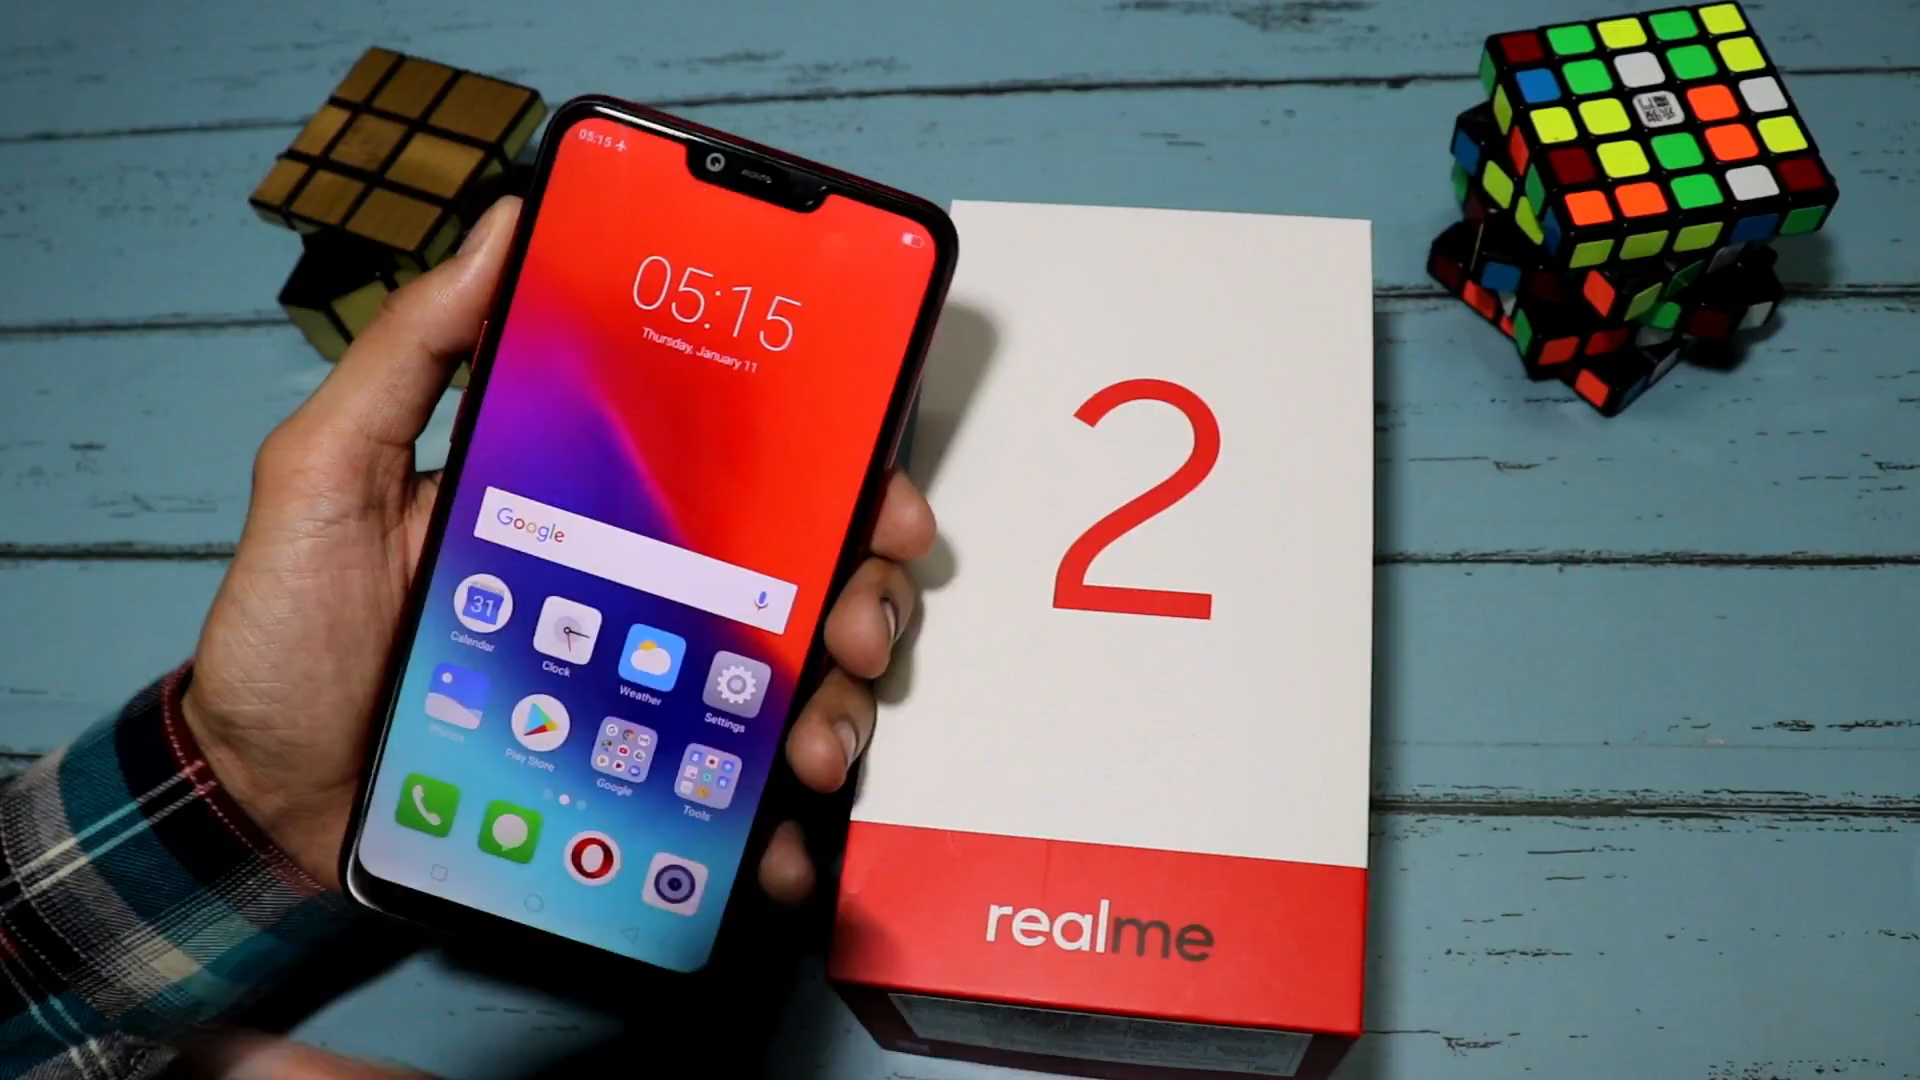 05:15
05:15
Thursday, January 11
Google
31
Calendar
Clock
Weather
Settings
Photos
Play Store
Google
Tools
2
realme